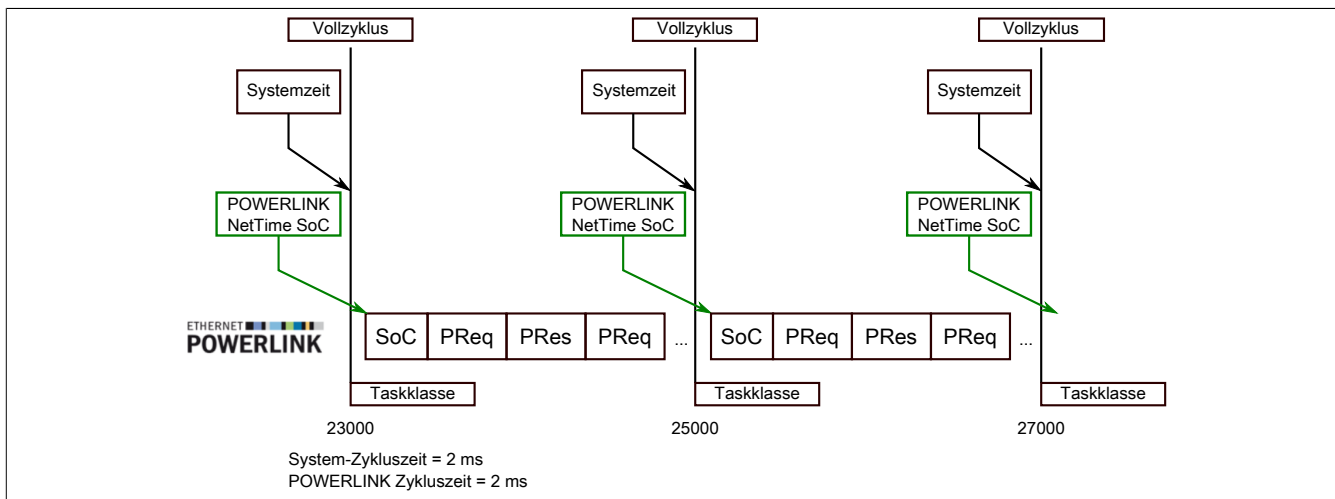 Vollzyklus Vollzyklus Vollzyklus
Systemzeit Systemzeit Systemzeit
POWERLINK
NetTime SoC
POWERLINK
NetTime SoC
POWERLINK
NetTime SoC
ETHERNET
POWERLINK
SoC PReq PRes PReq ... SoC PReq PRes PReq ...
Taskklasse Taskklasse Taskklasse
23000 25000 27000
System-Zykluszeit = 2 ms
POWERLINK Zykluszeit = 2 ms